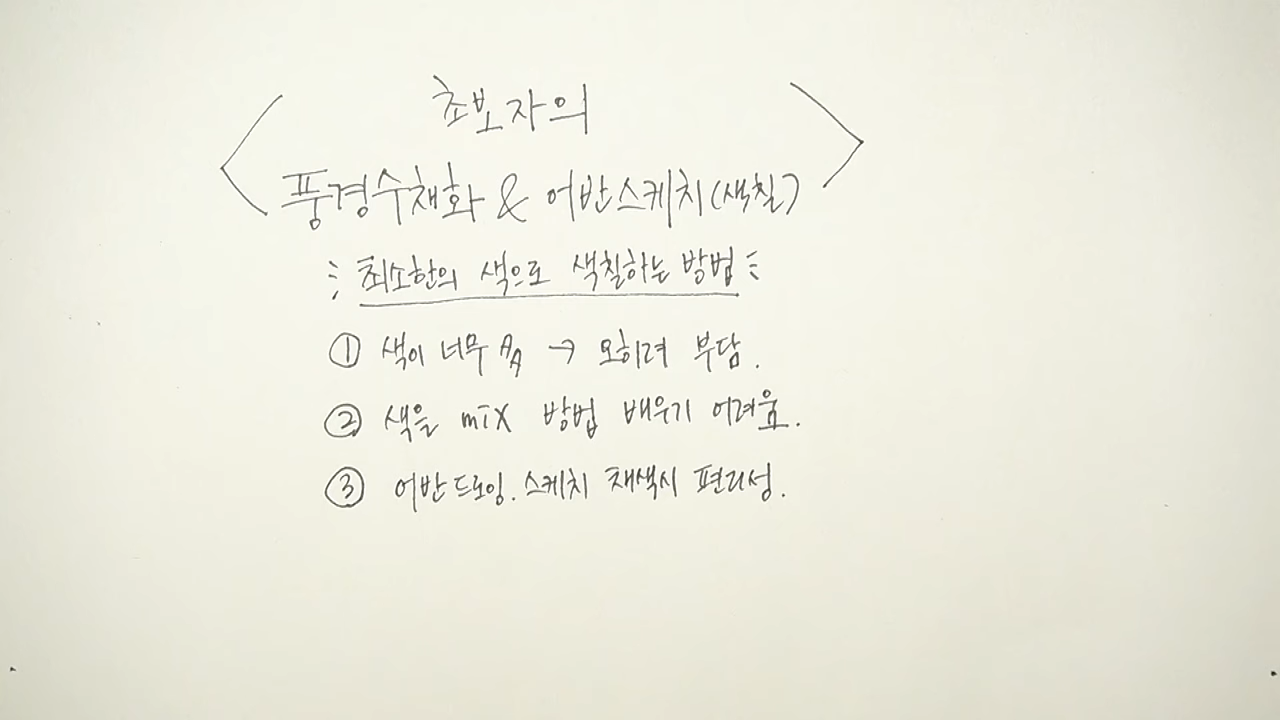 < 초보자의 >
풍경수채화 & 어반스케치(색칠)
최소한의 색으로 색칠하는 방법
① 색이 너무 多 → 오히려 부담.
② 색을 mix 방법 배우기 어려움.
③ 어반드로잉.스케치 채색시 편리성.